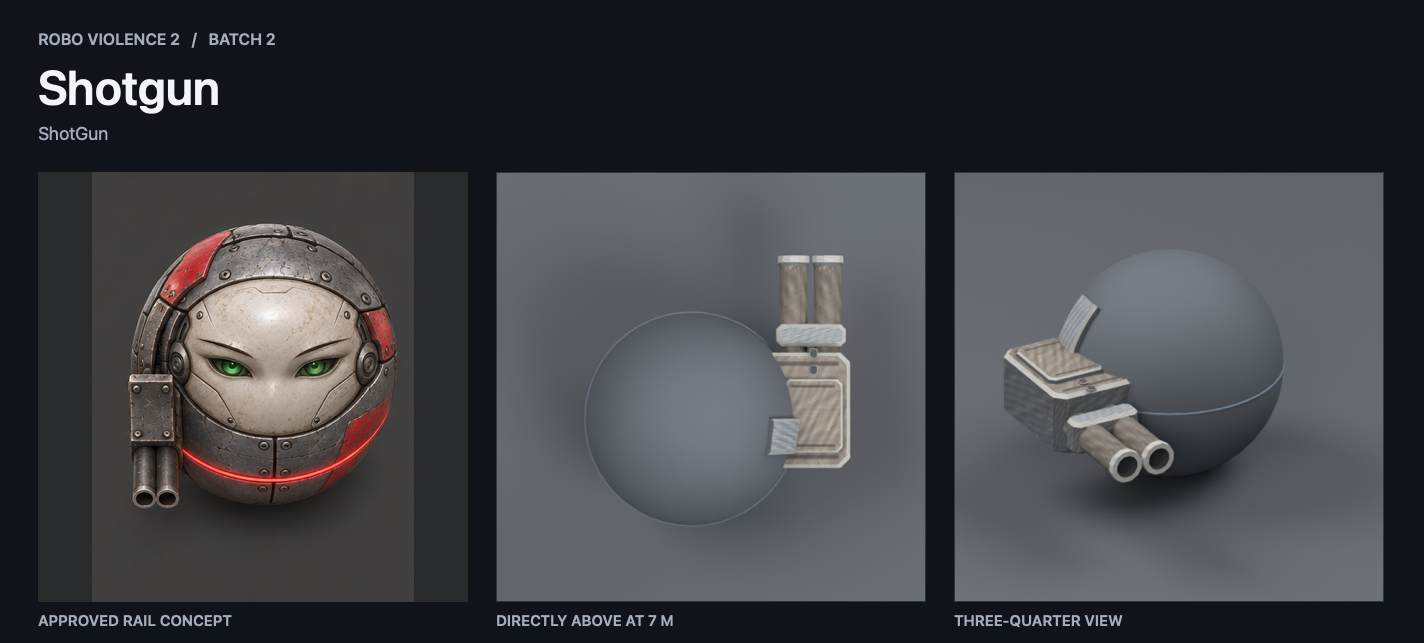 ROBO VIOLENCE 2 / BATCH 2
Shotgun
ShotGun
APPROVED RAIL CONCEPT
DIRECTLY ABOVE AT 7 M
THREE-QUARTER VIEW